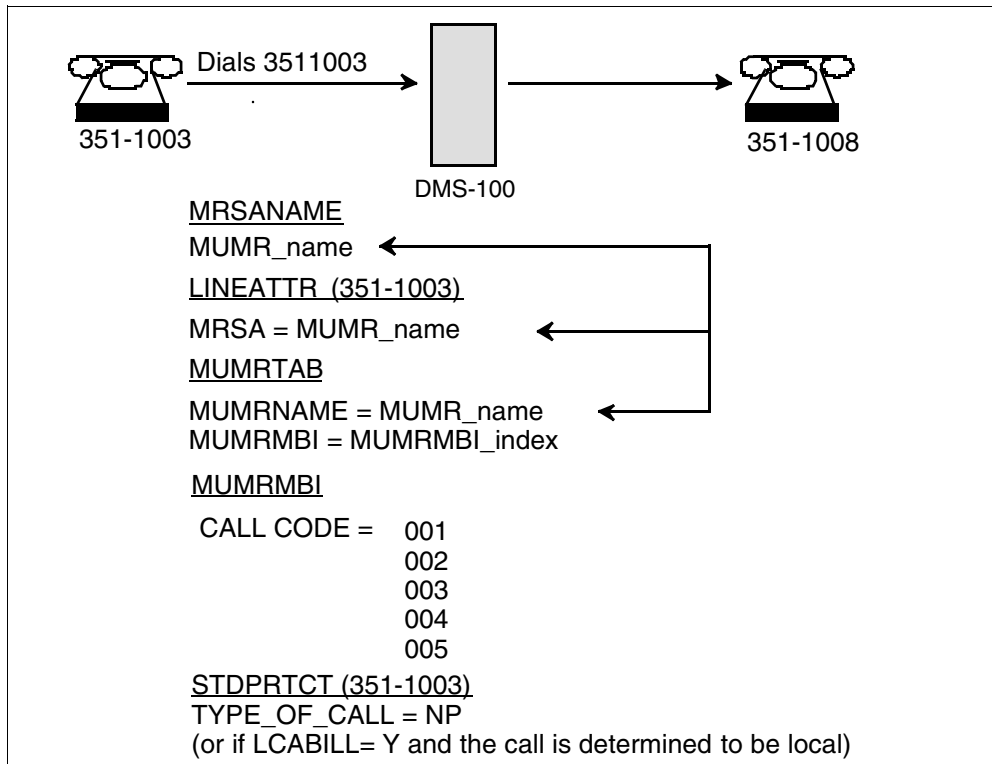 Dials 3511003
351-1003
351-1008
DMS-100
MRSANAME
MUMR_name
LINEATTR (351-1003)
MRSA = MUMR_name
MUMRTAB
MUMRNAME = MUMR_name
MUMRMBI = MUMRMBI_index
MUMRMBI
CALL CODE = 001
002
003
004
005
STDPRTCT (351-1003)
TYPE_OF_CALL = NP
(or if LCABILL= Y and the call is determined to be local)